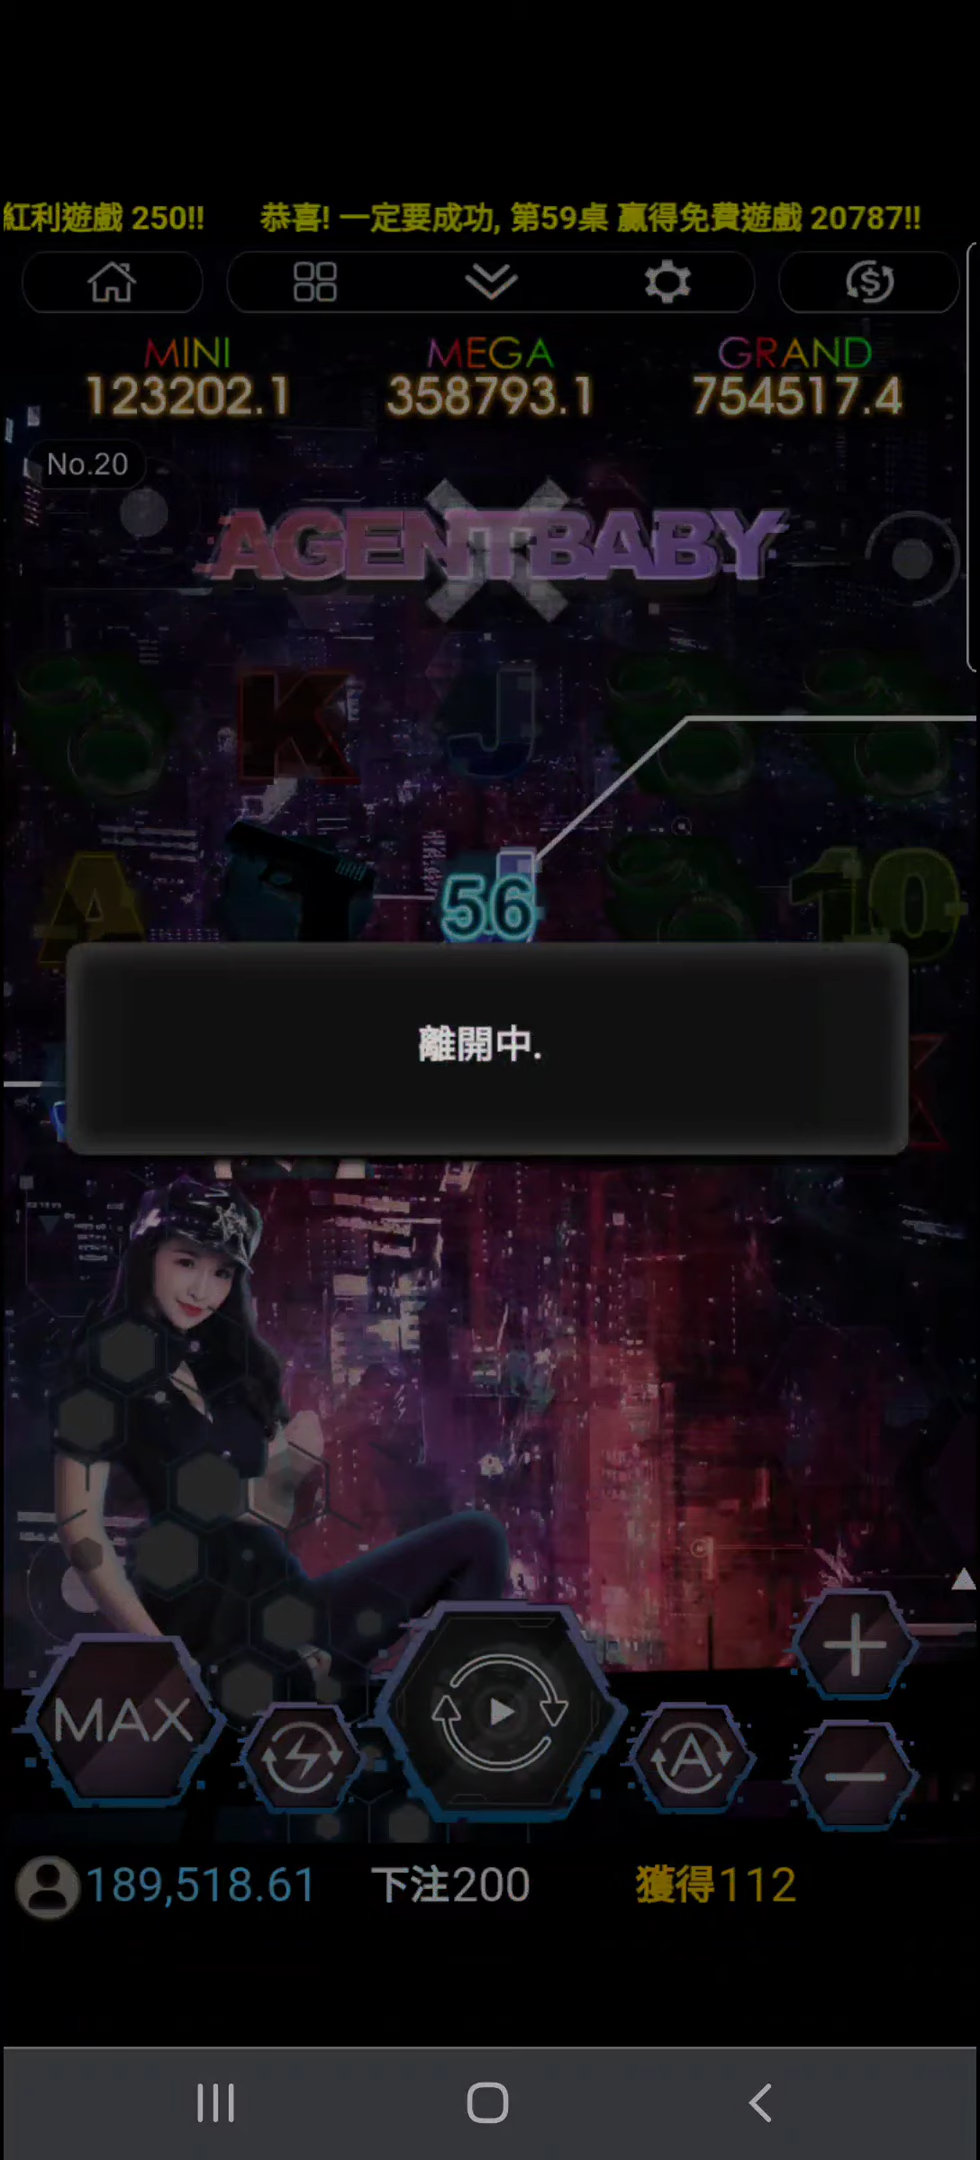 紅利遊戲 250!! 恭喜! 一定要成功, 第59桌 贏得免費遊戲 20787!!
MINI MEGA GRAND
123202.1 358793.1 754517.4
No.20
AGENTBABY
K J
A 56 10
離開中.
K
MAX A
189,518.61 下注200 獲得112